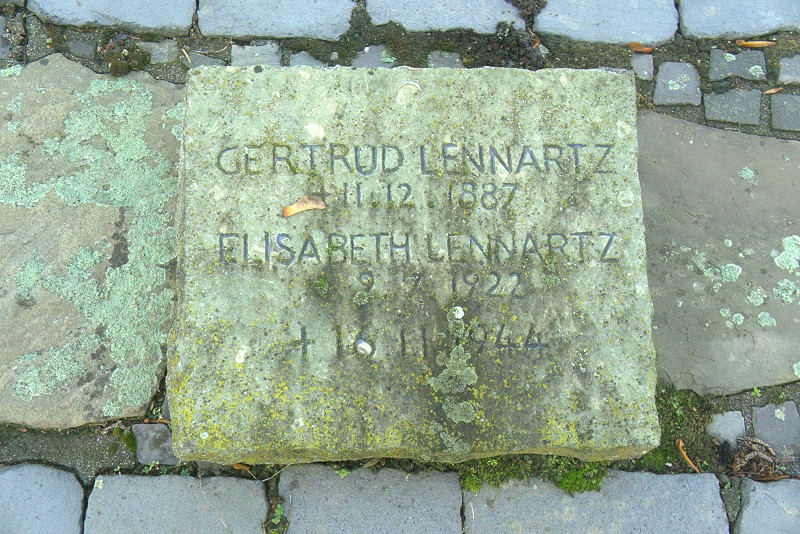 GERTRUD LENNARTZ
+ 11. 12. 1887
ELISABETH LENNARTZ
9 7 1922
+ 16 11 1944